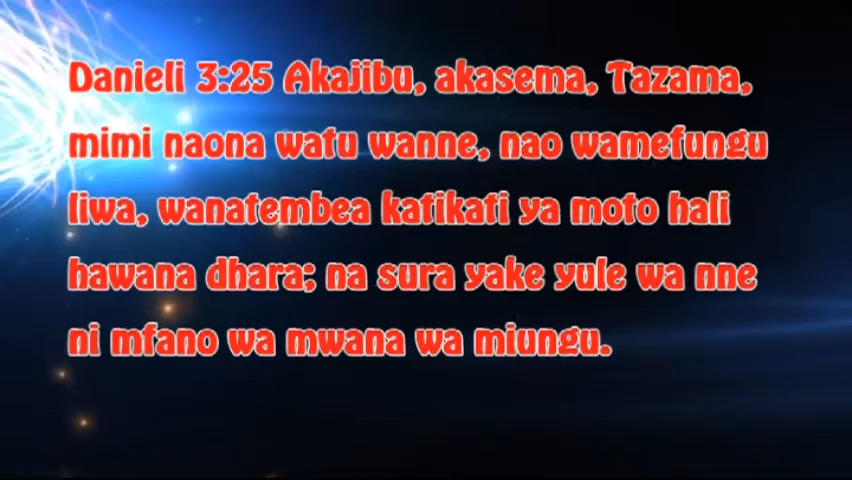 Danieli 3:25 Akajibu, akasema, Tazama,
mimi naona watu wanne, nao wamefungu
liwa, wanatembea katikati ya moto hali
hawana dhara; na sura yake yule wa nne
ni mfano wa mwana wa miungu.